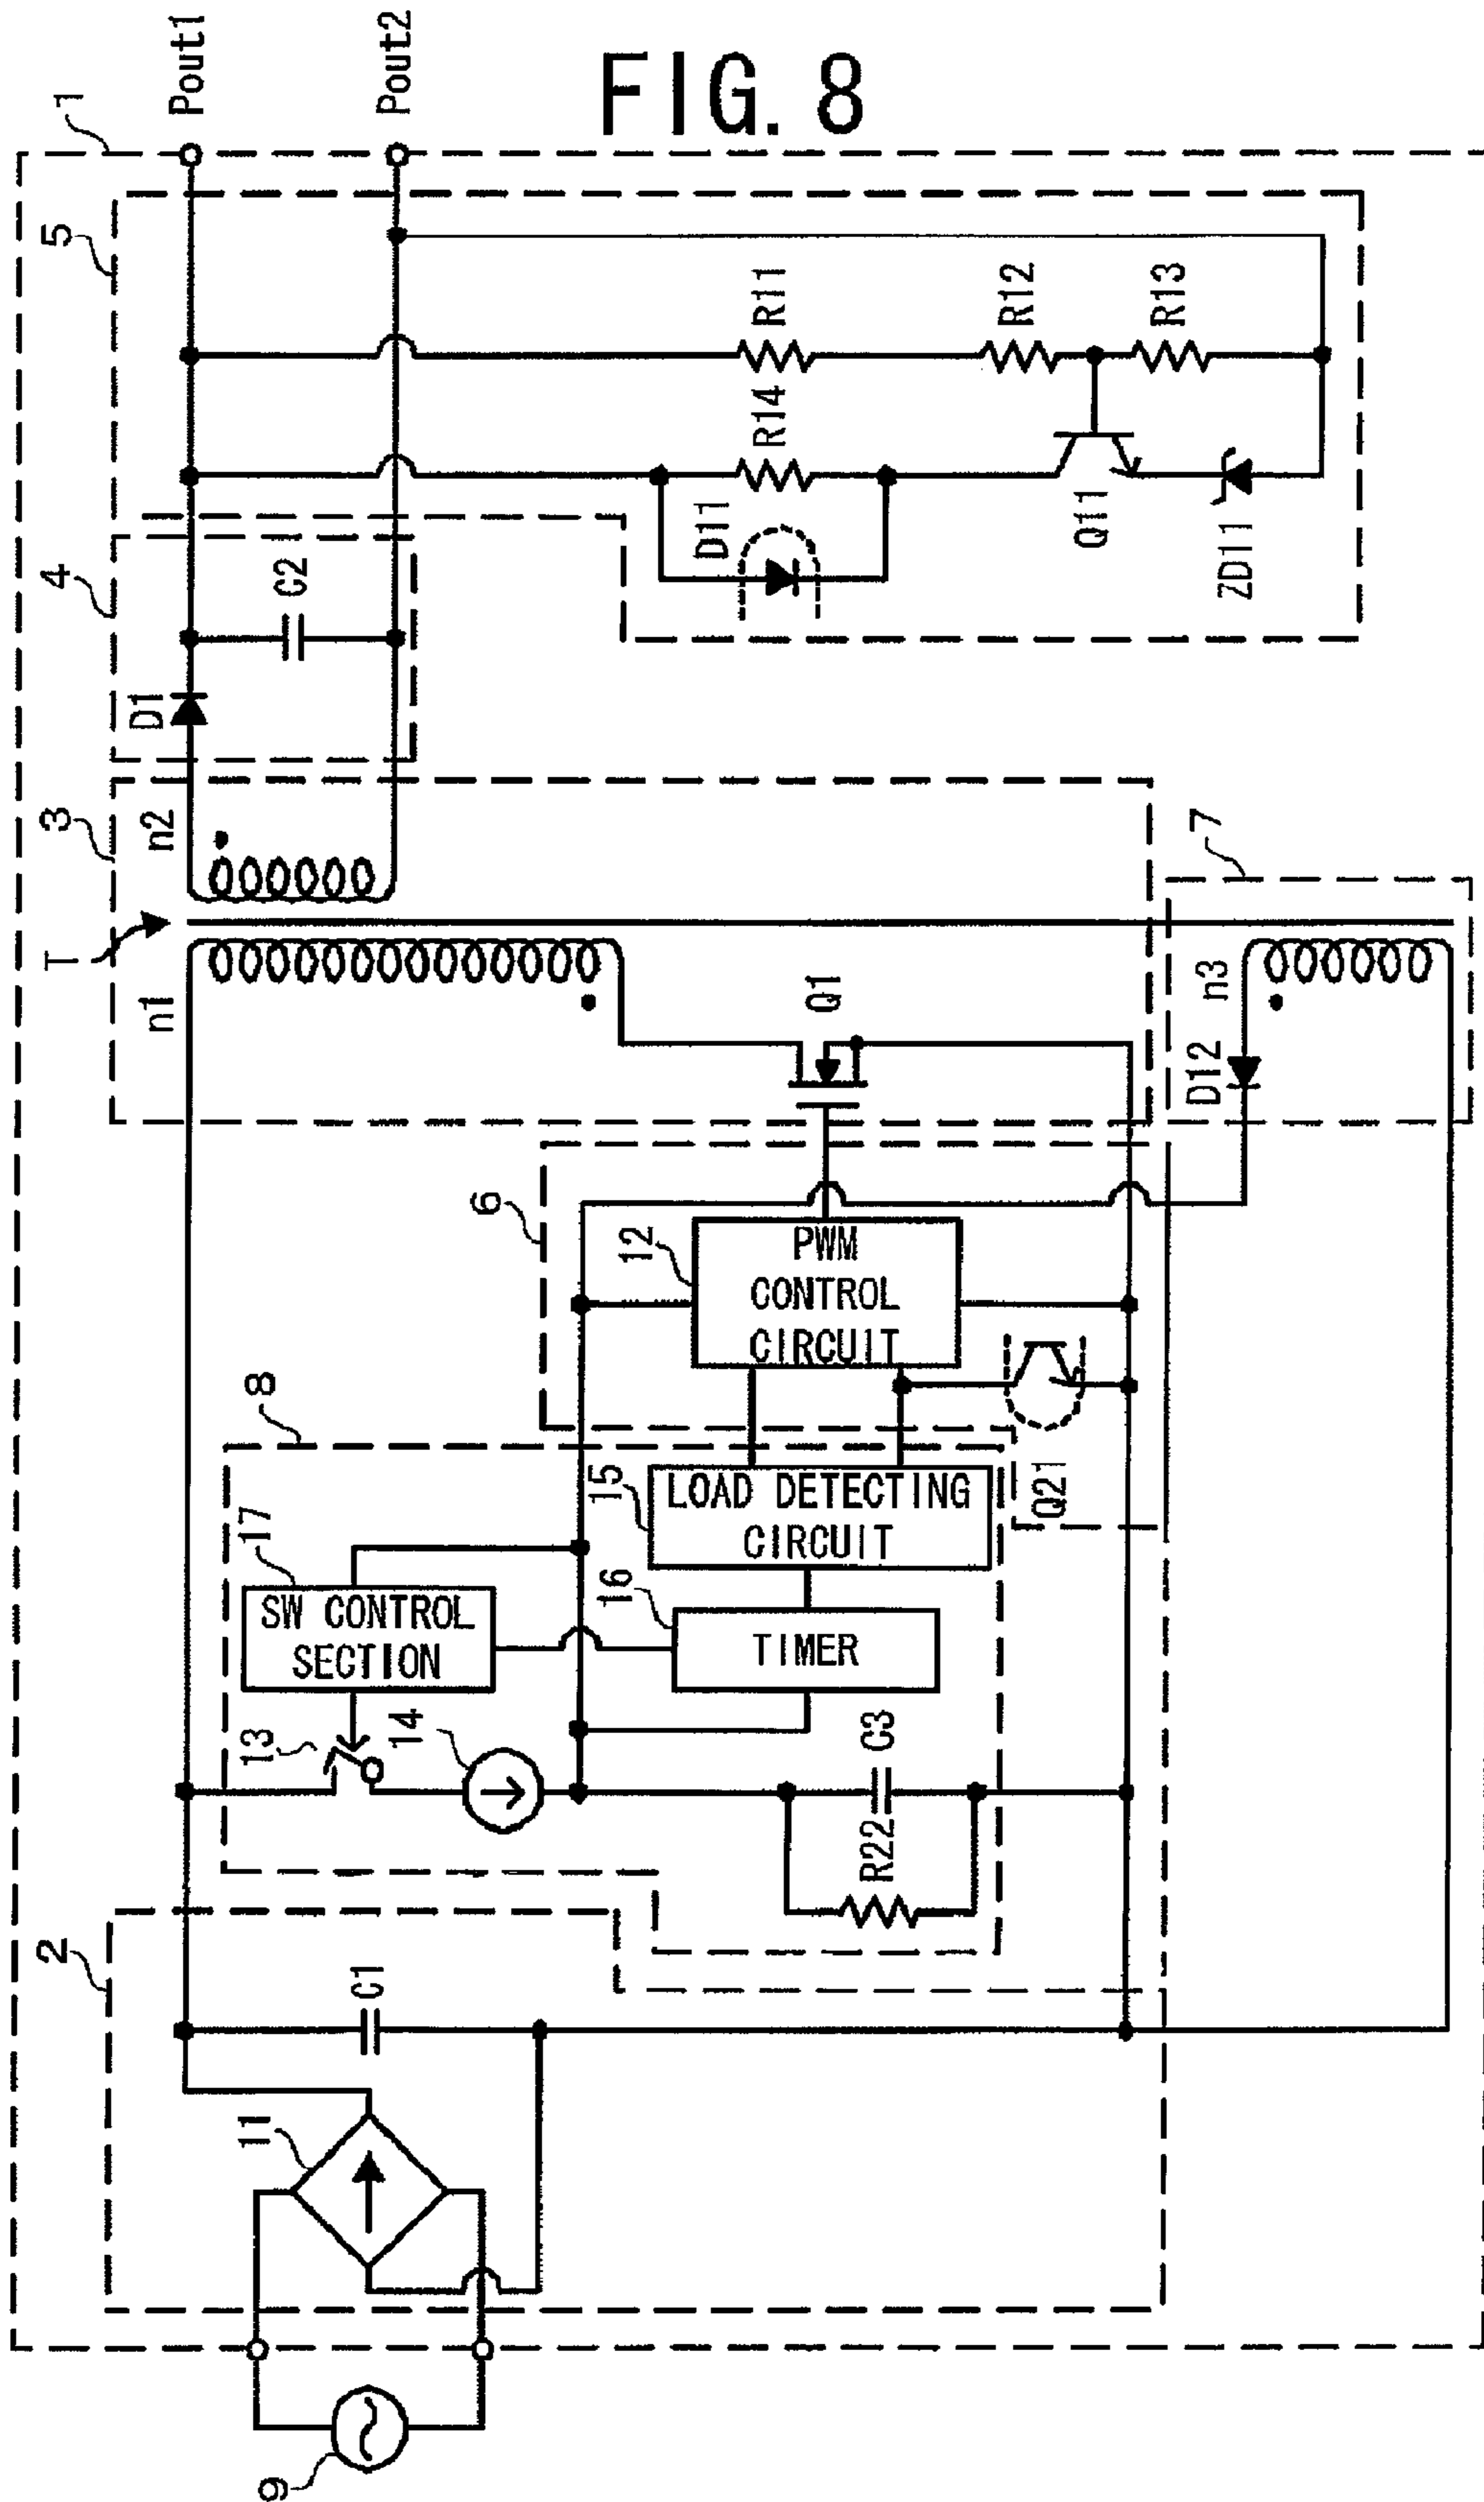 FIG. 8
1
Pout1
Pout2
5
R11
R12
R13
R14
D11
Q11
ZD11
4
C2
D1
3
n2
T
n1
Q1
7
n3
D12
6
12
PWM
CONTROL
CIRCUIT
8
Q21
15
LOAD DETECTING
CIRCUIT
17
SW CONTROL
SECTION
16
TIMER
13
14
C3
R22
2
C1
11
9